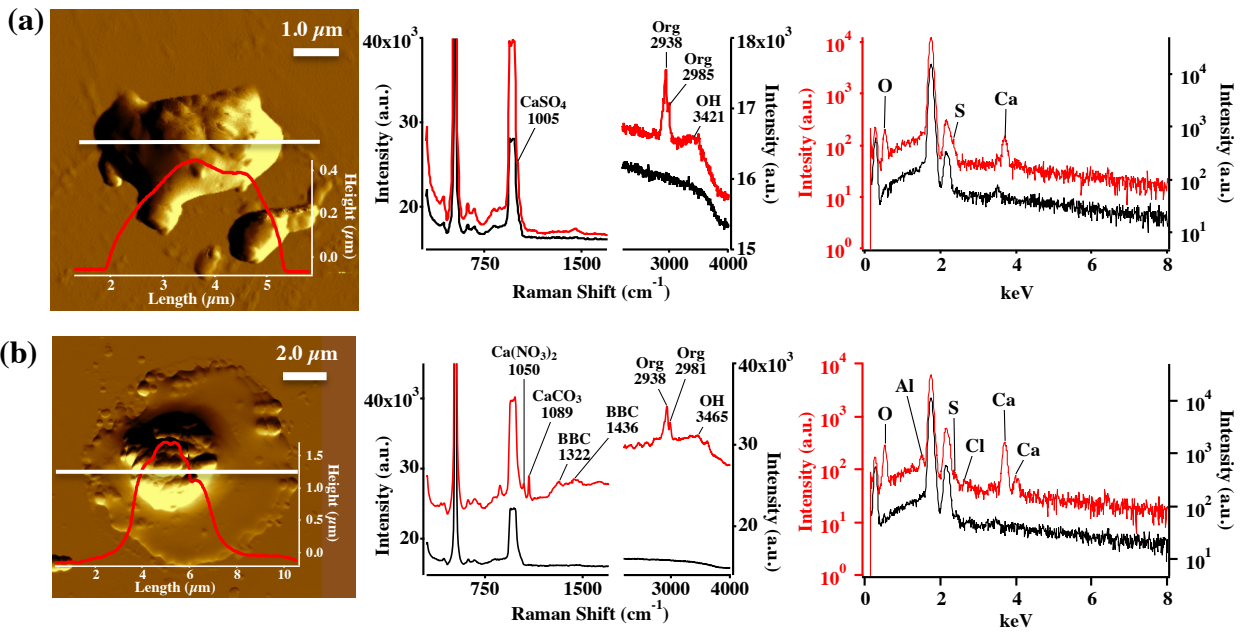 (a)
1.0 µm
0.4
0.2
0.0
Height (µm)
2 3 4 5
Length (µm)
40x10³
30
20
Intensity (a.u.)
CaSO₄
1005
Org
2938
Org
2985
OH
3421
18x10³
17
16
15
Intensity (a.u.)
750 1500 3000 4000
Raman Shift (cm⁻¹)
10⁴
10³
10²
10¹
10⁰
Intesity (a.u.)
O
S
Ca
10⁴
10³
10²
10¹
Intensity (a.u.)
0 2 4 6 8
keV
(b)
2.0 µm
1.5
1.0
0.5
0.0
Height (µm)
2 4 6 8 10
Length (µm)
40x10³
30
20
Intensity (a.u.)
Ca(NO₃)₂
1050
CaCO₃
1089
BBC
1322
BBC
1436
Org
2938
Org
2981
OH
3465
40x10³
30
20
Intensity (a.u.)
750 1500 3000 4000
Raman Shift (cm⁻¹)
10⁴
10³
10²
10¹
10⁰
Intensity (a.u.)
O
Al
S
Cl
Ca
Ca
10⁴
10³
10²
10¹
Intensity (a.u.)
0 2 4 6 8
keV